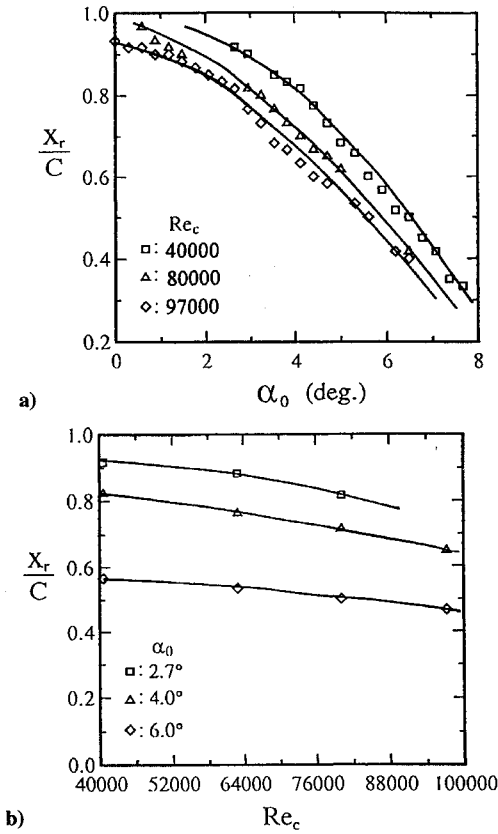 1.0
0.8
X_r/C
0.6
0.4
0.2
Re_c
□: 40000
△: 80000
◇: 97000
0 2 4 6 8
a)
α₀ (deg.)
1.0
0.8
X_r/C
0.6
0.4
0.2
0.0
α₀
□: 2.7°
△: 4.0°
◇: 6.0°
40000 52000 64000 76000 88000 100000
b)
Re_c